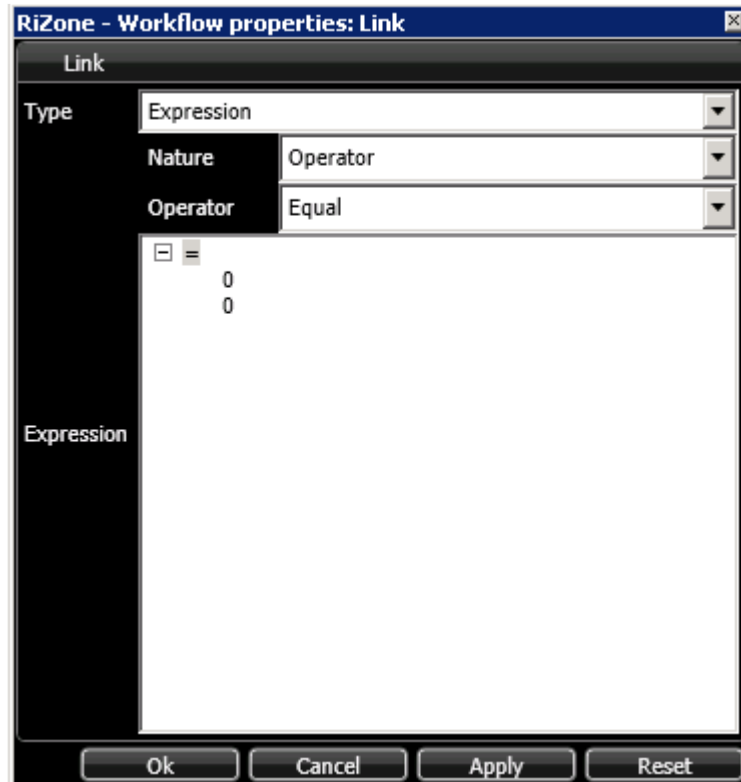 RiZone - Workflow properties: Link
Link
Type Expression
Nature Operator
Operator Equal
=
0
0
Expression
Ok Cancel Apply Reset